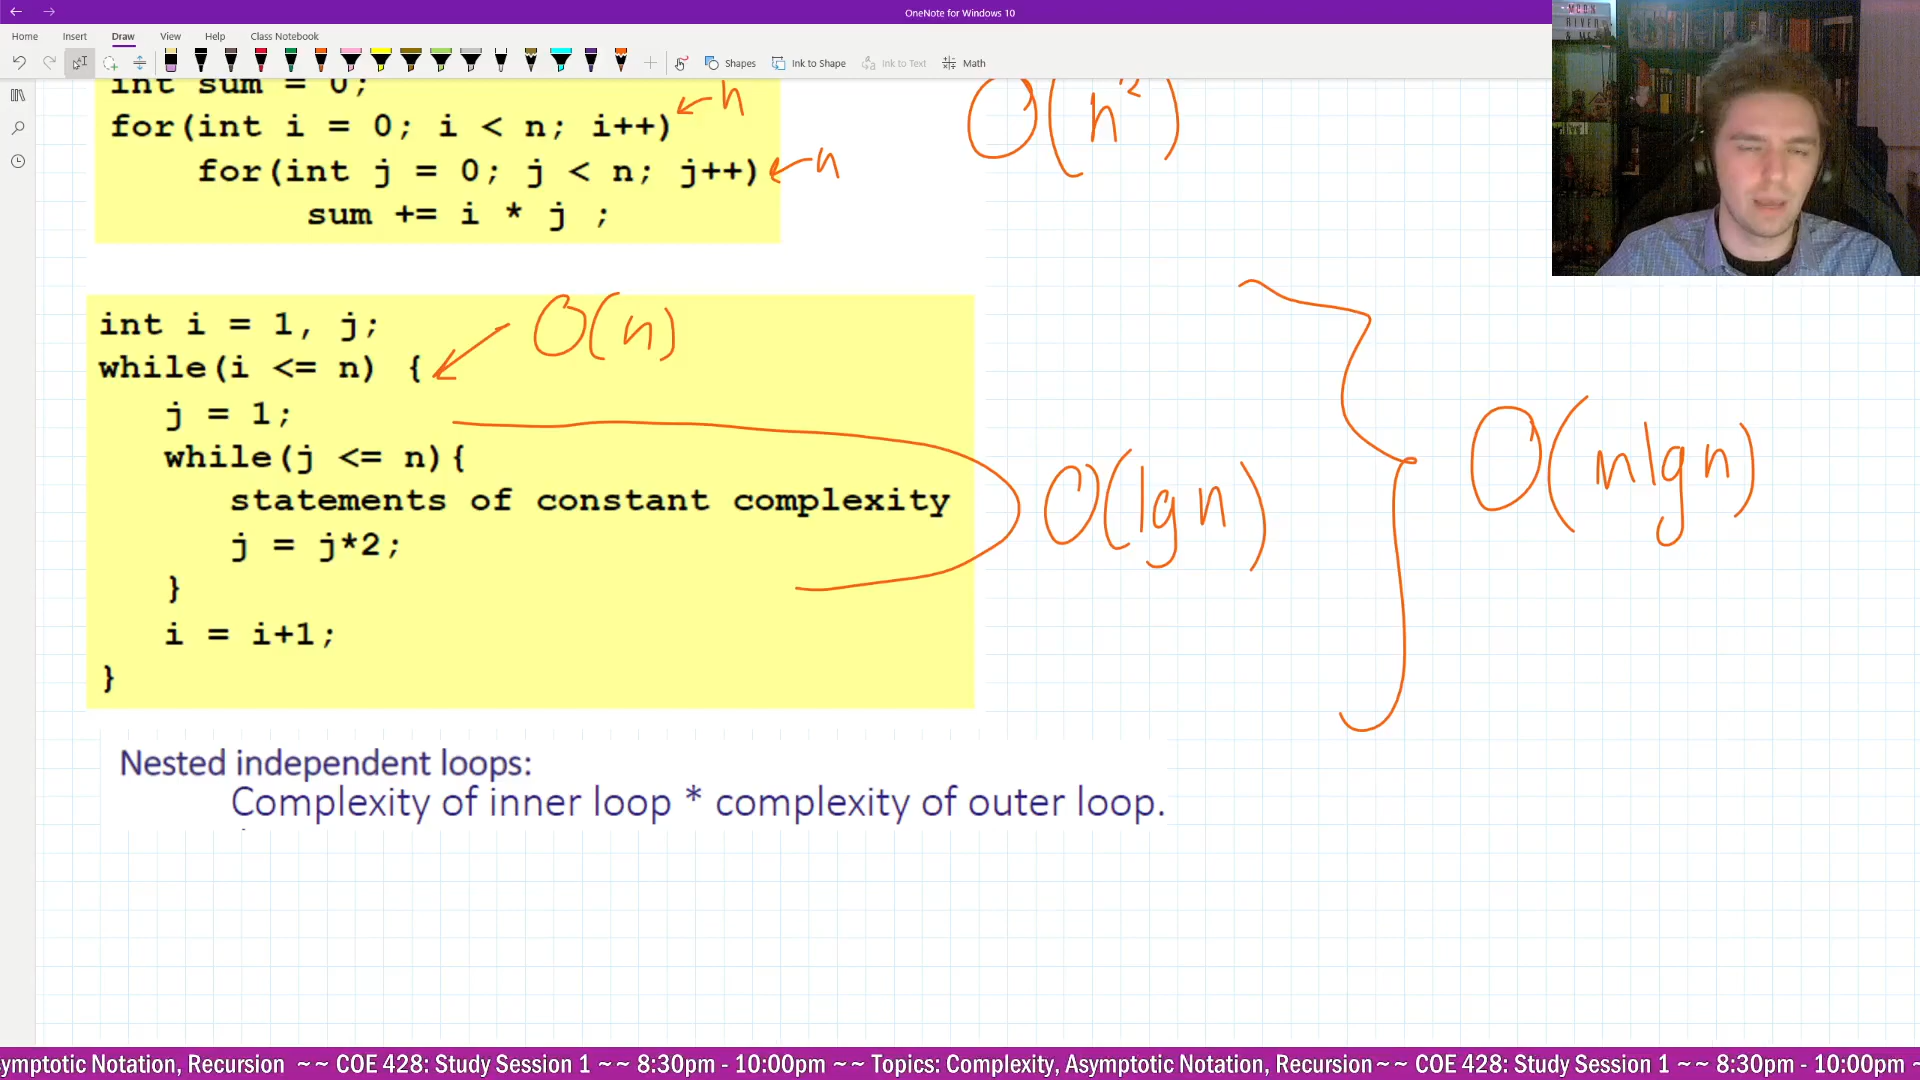 OneNote for Windows 10
Home Insert Draw View Help Class Notebook
Shapes Ink to Shape Ink to Text Math
int sum = 0;
for(int i = 0; i < n; i++) n
for(int j = 0; j < n; j++) n
sum += i * j ;
O(n²)
int i = 1, j; O(n)
while(i <= n) {
j = 1;
while(j <= n){
statements of constant complexity
j = j*2;
}
i = i+1;
}
O(lgn)
O(nlgn)
Nested independent loops:
Complexity of inner loop * complexity of outer loop.
symptotic Notation, Recursion ~~ COE 428: Study Session 1 ~~ 8:30pm - 10:00pm ~~ Topics: Complexity, Asymptotic Notation, Recursion ~~ COE 428: Study Session 1 ~~ 8:30pm - 10:00pm ~